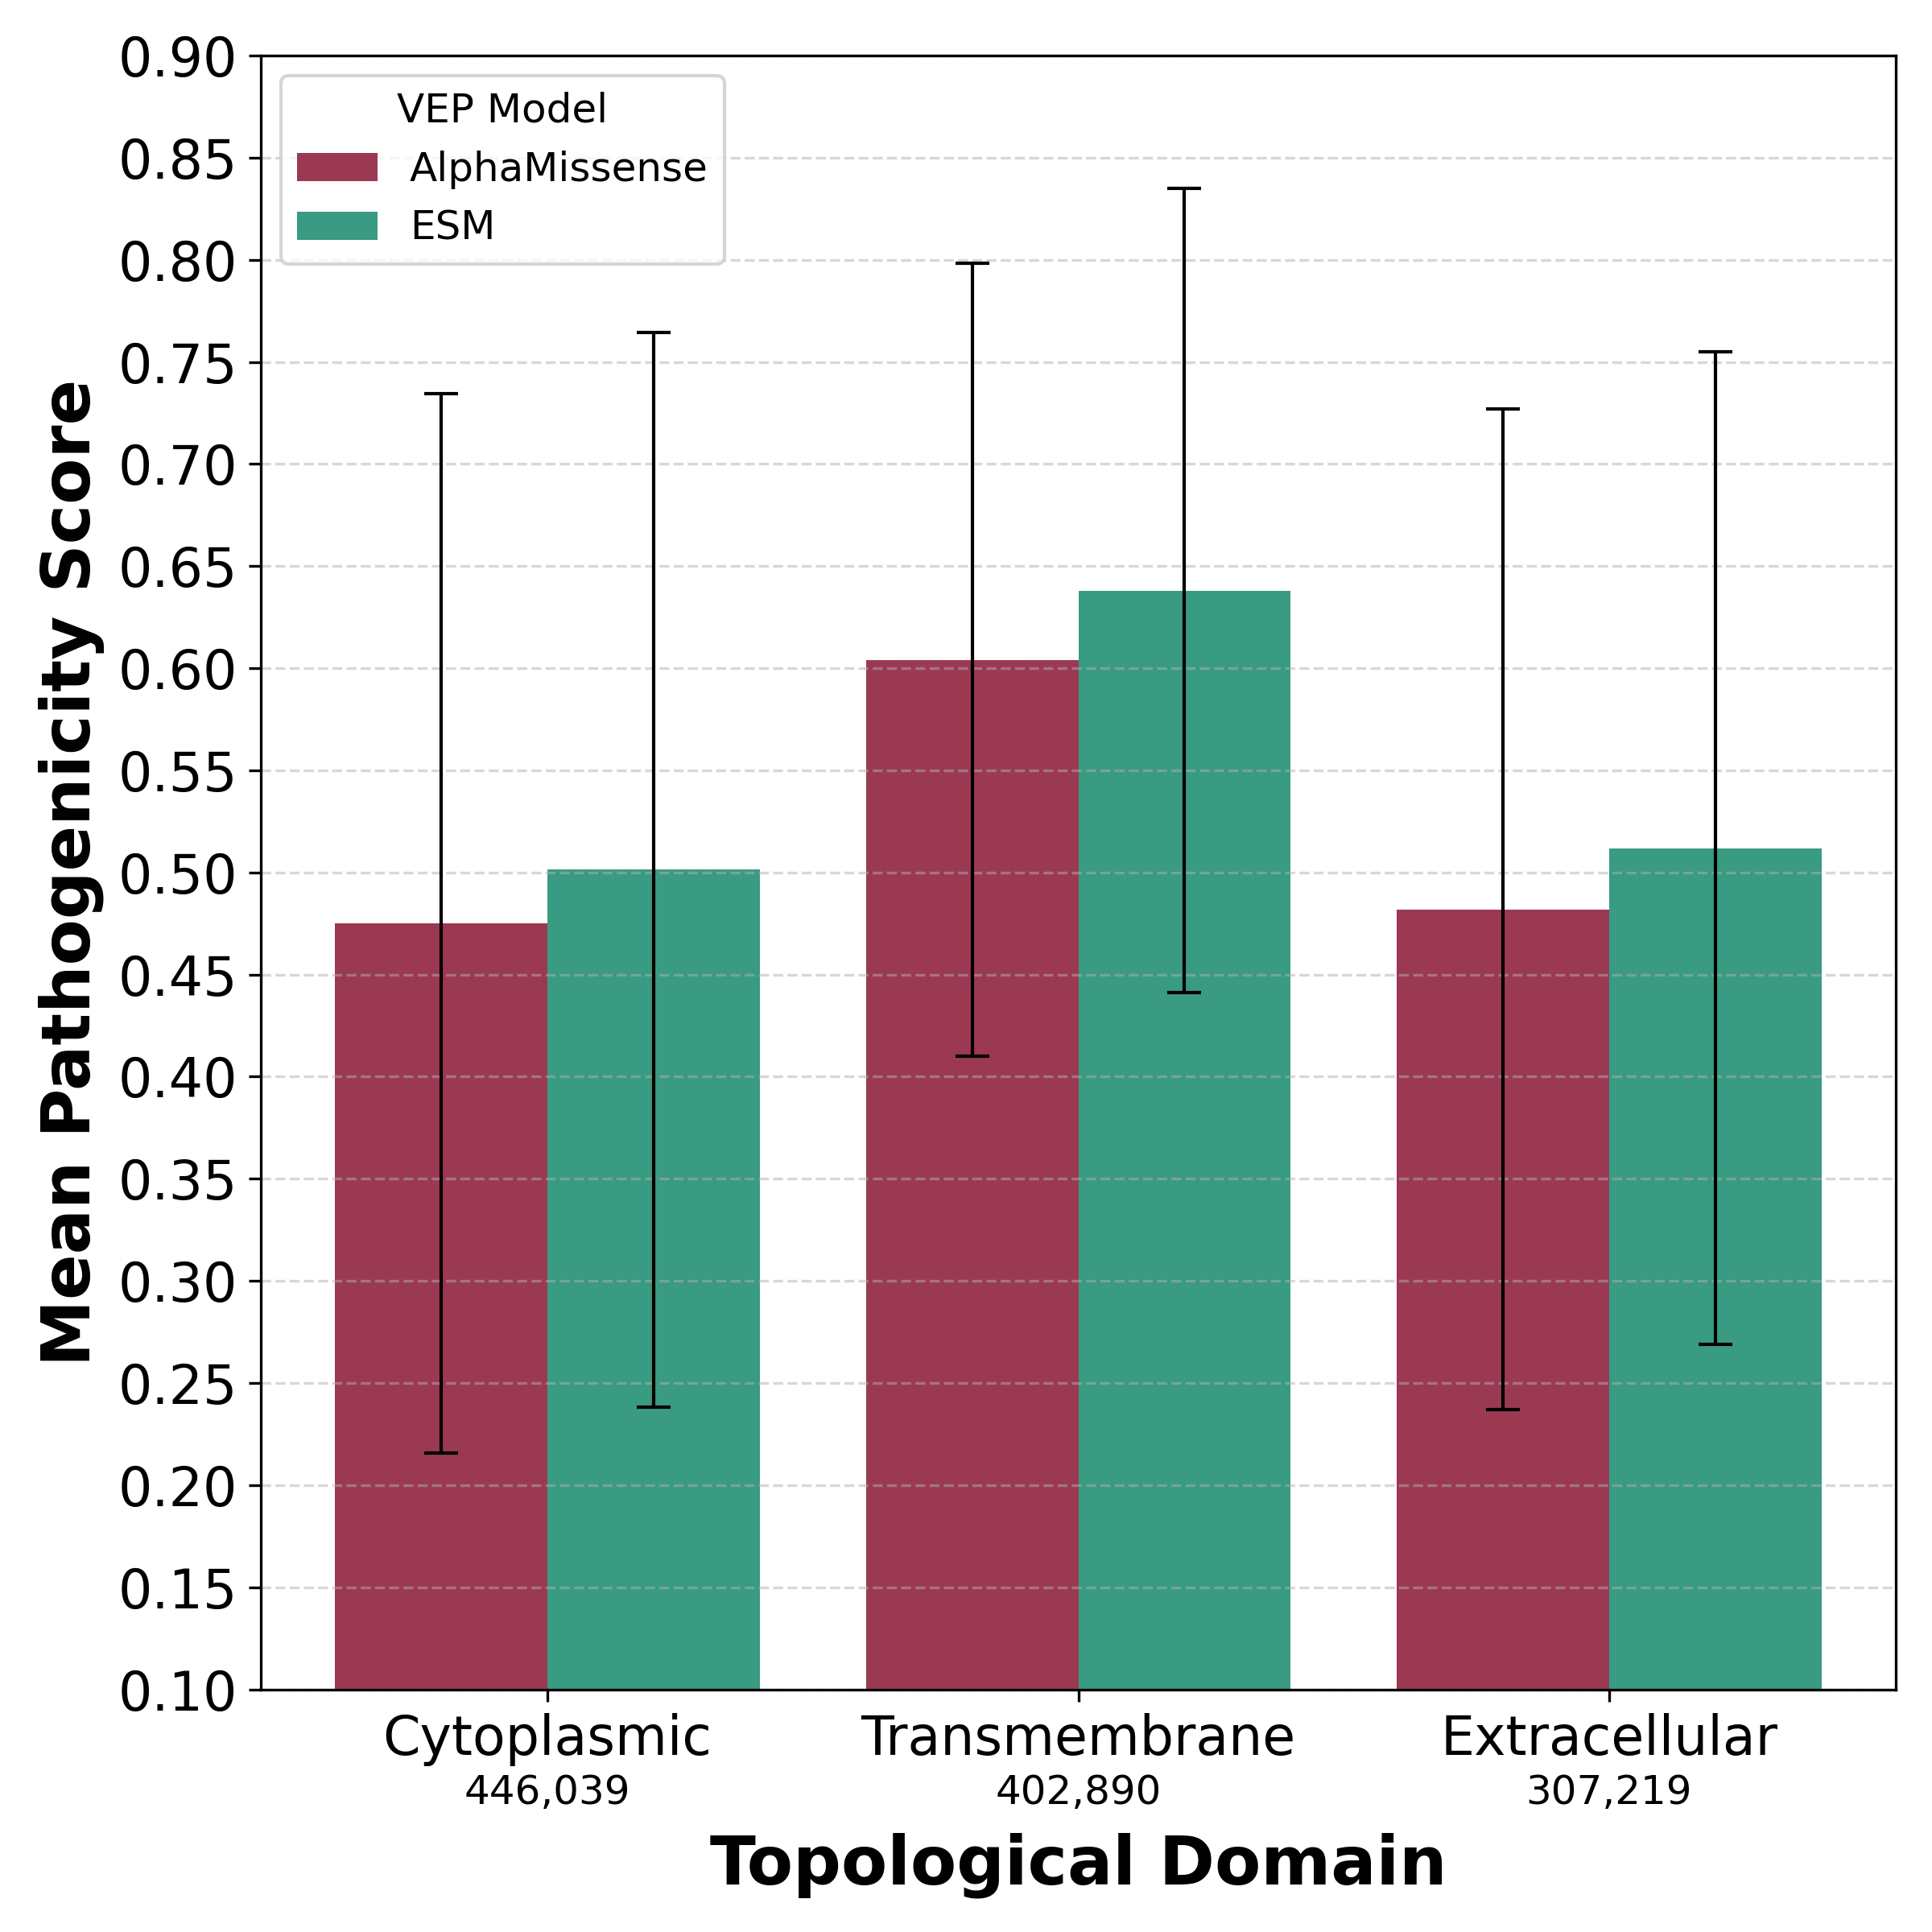 VEP Model
AlphaMissense
ESM
Mean Pathogenicity Score
0.90
0.85
0.80
0.75
0.70
0.65
0.60
0.55
0.50
0.45
0.40
0.35
0.30
0.25
0.20
0.15
0.10
Cytoplasmic
446,039
Transmembrane
402,890
Extracellular
307,219
Topological Domain